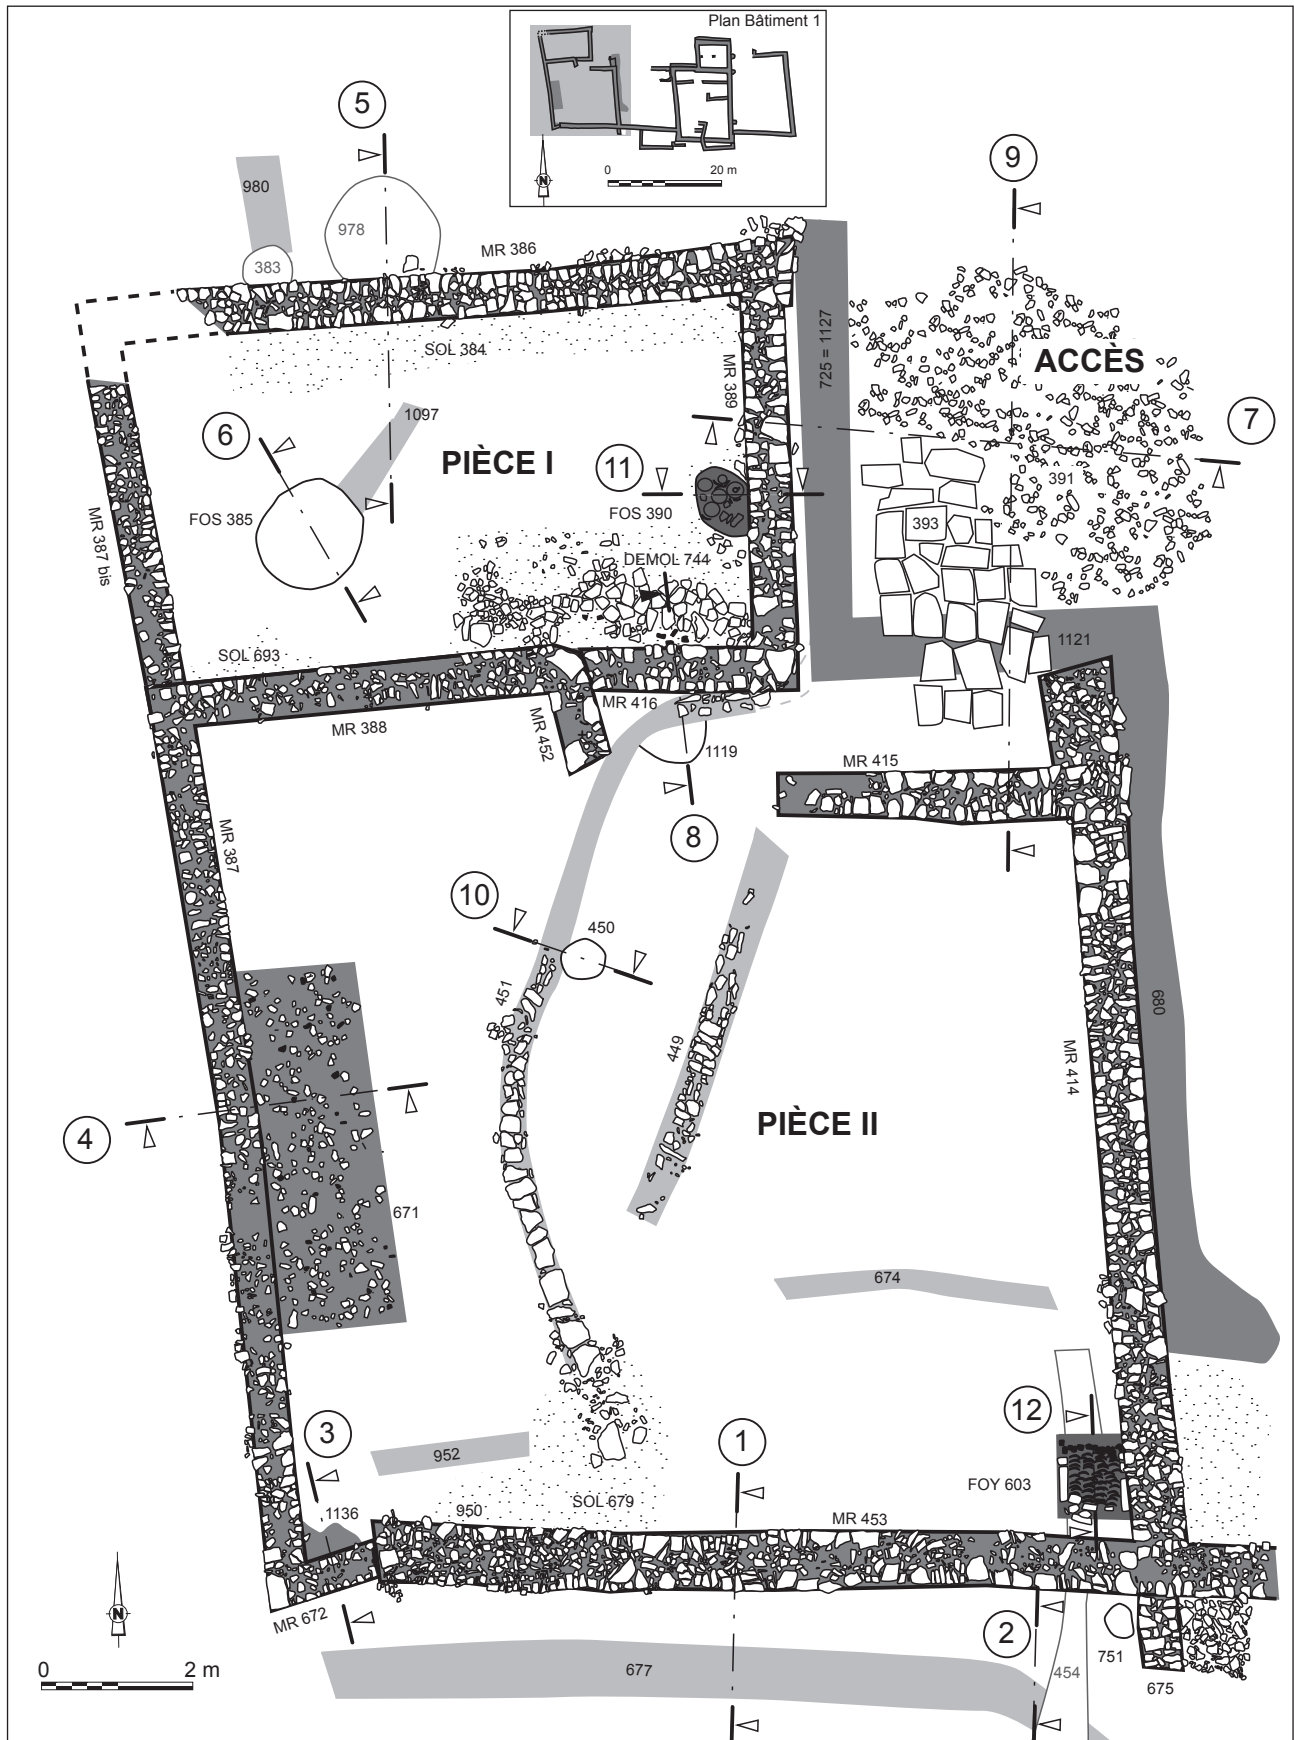 Plan Bâtiment 1
N
0 20 m
5
9
980
978
383
MR 386
SOL 384
725 = 1127
ACCÈS
MR 389
7
1097
6
PIÈCE I
11
391
FOS 385
FOS 390
393
MR 387 bis
DEMOL 744
SOL 693
1121
MR 416
MR 388
MR 452
1119
MR 415
8
MR 387
10
450
451
449
680
MR 414
PIÈCE II
4
671
674
12
3
1
952
FOY 603
SOL 679
950
1136
MR 453
MR 672
N
2
0 2 m
677
454
751
675